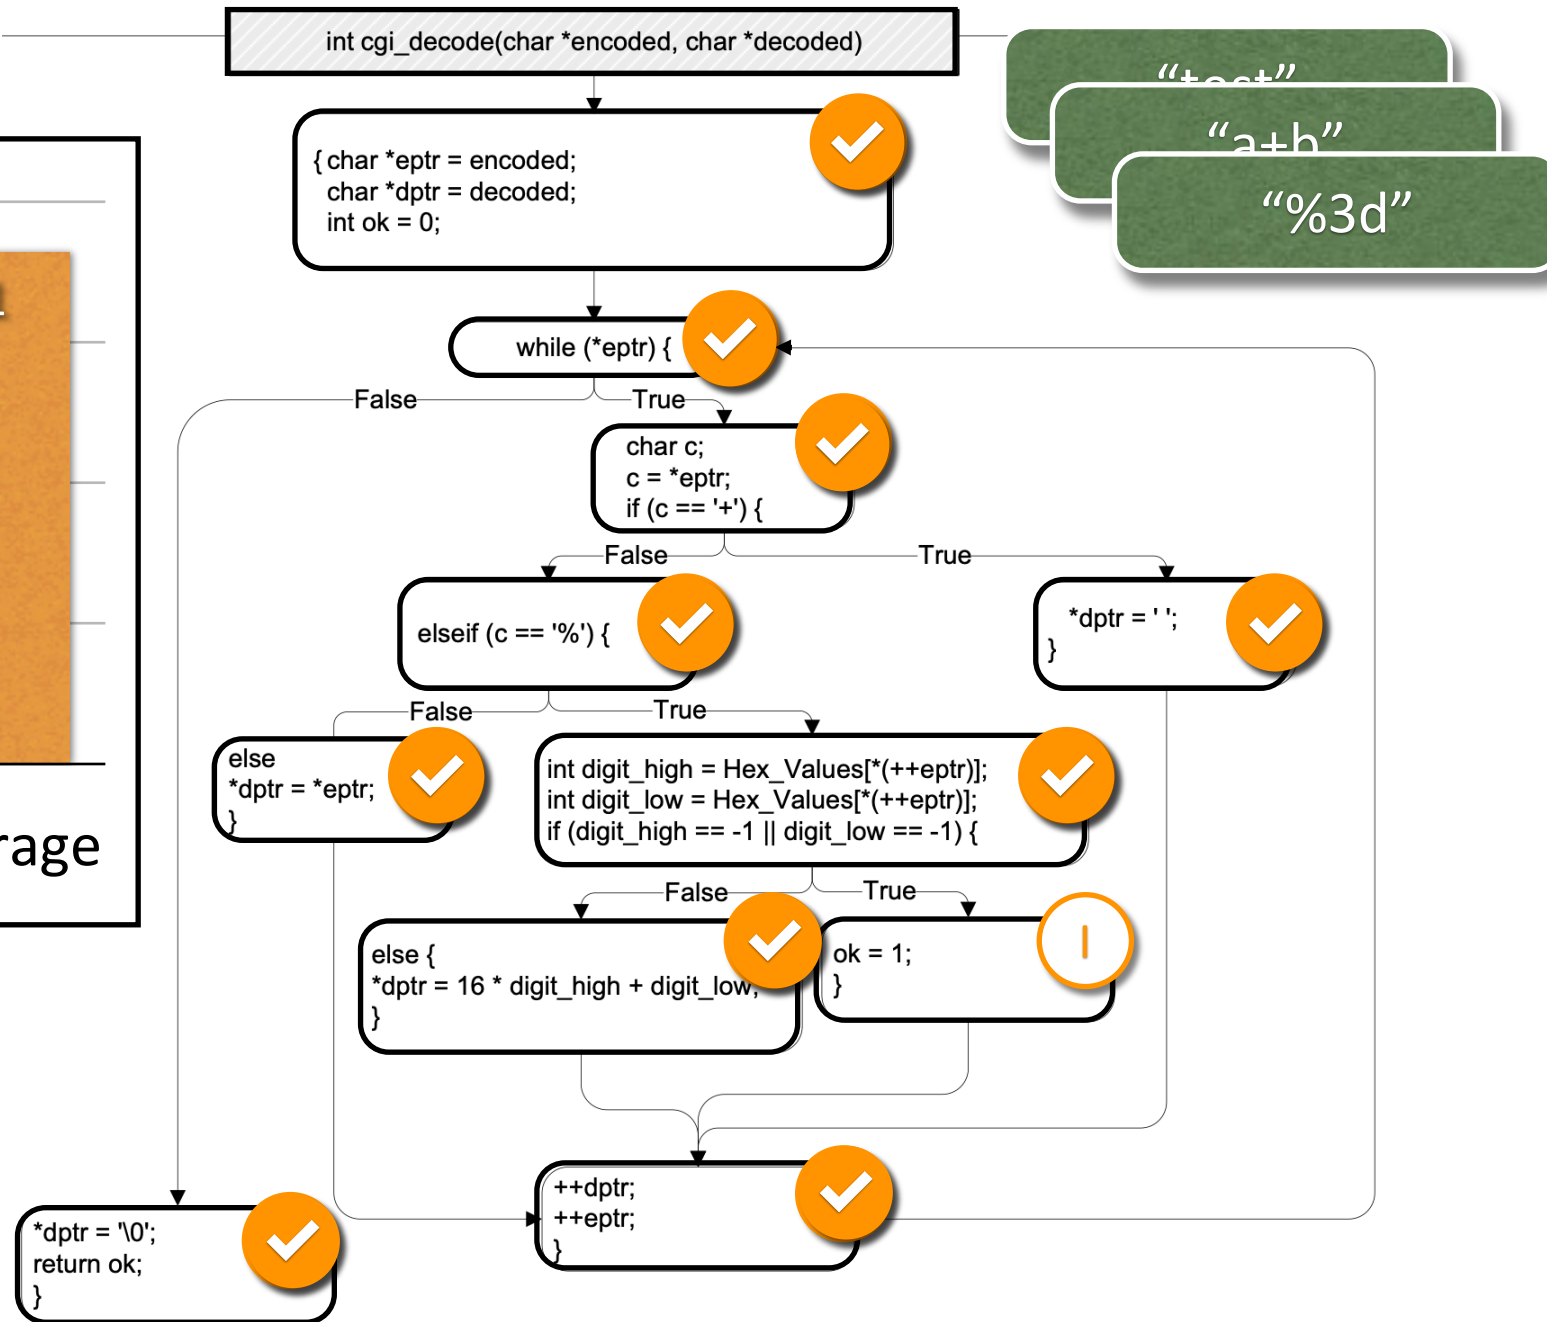 int cgi_decode(char *encoded, char *decoded)
“test”
“a+b”
“%3d”
{ char *eptr = encoded;
char *dptr = decoded;
int ok = 0;
while (*eptr) {
False
True
char c;
c = *eptr;
if (c == '+') {
False
True
elseif (c == '%') {
*dptr = ' ';
}
False
True
else
*dptr = *eptr;
}
int digit_high = Hex_Values[*(++eptr)];
int digit_low = Hex_Values[*(++eptr)];
if (digit_high == -1 || digit_low == -1) {
False
True
else {
*dptr = 16 * digit_high + digit_low;
}
ok = 1;
}
++dptr;
++eptr;
}
*dptr = '\0';
return ok;
}